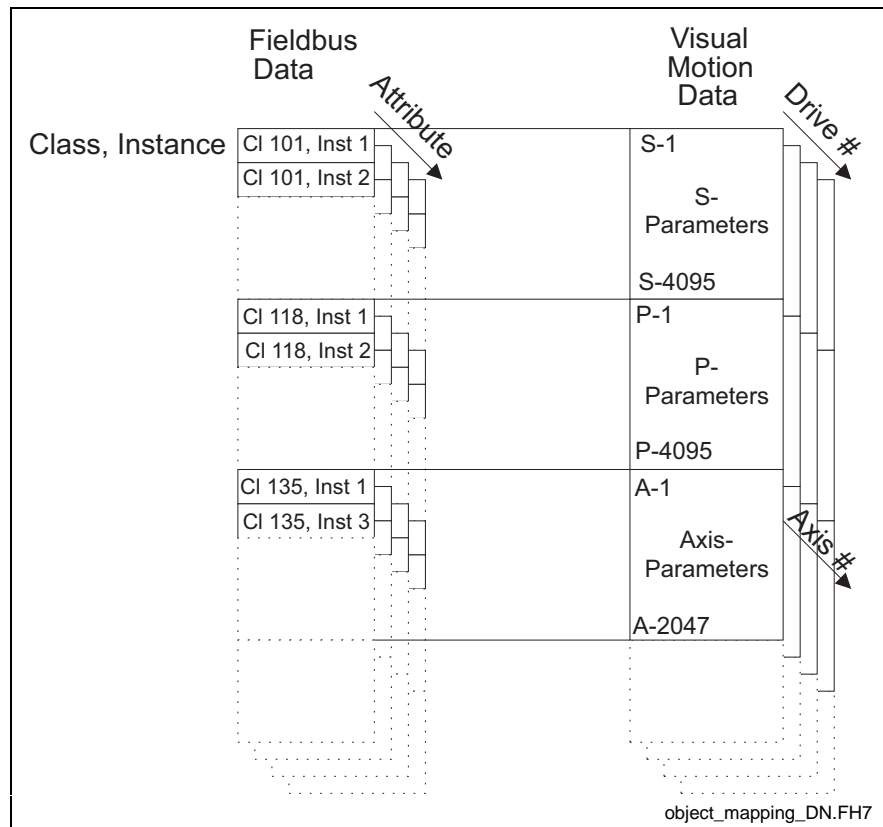 Fieldbus
Data
Visual
Motion
Data
Attribute
Drive #
Class, Instance
Cl 101, Inst 1
Cl 101, Inst 2
S-1
S-
Parameters
S-4095
Cl 118, Inst 1
Cl 118, Inst 2
P-1
P-
Parameters
P-4095
Cl 135, Inst 1
Cl 135, Inst 3
A-1
Axis #
Axis-
Parameters
A-2047
object_mapping_DN.FH7